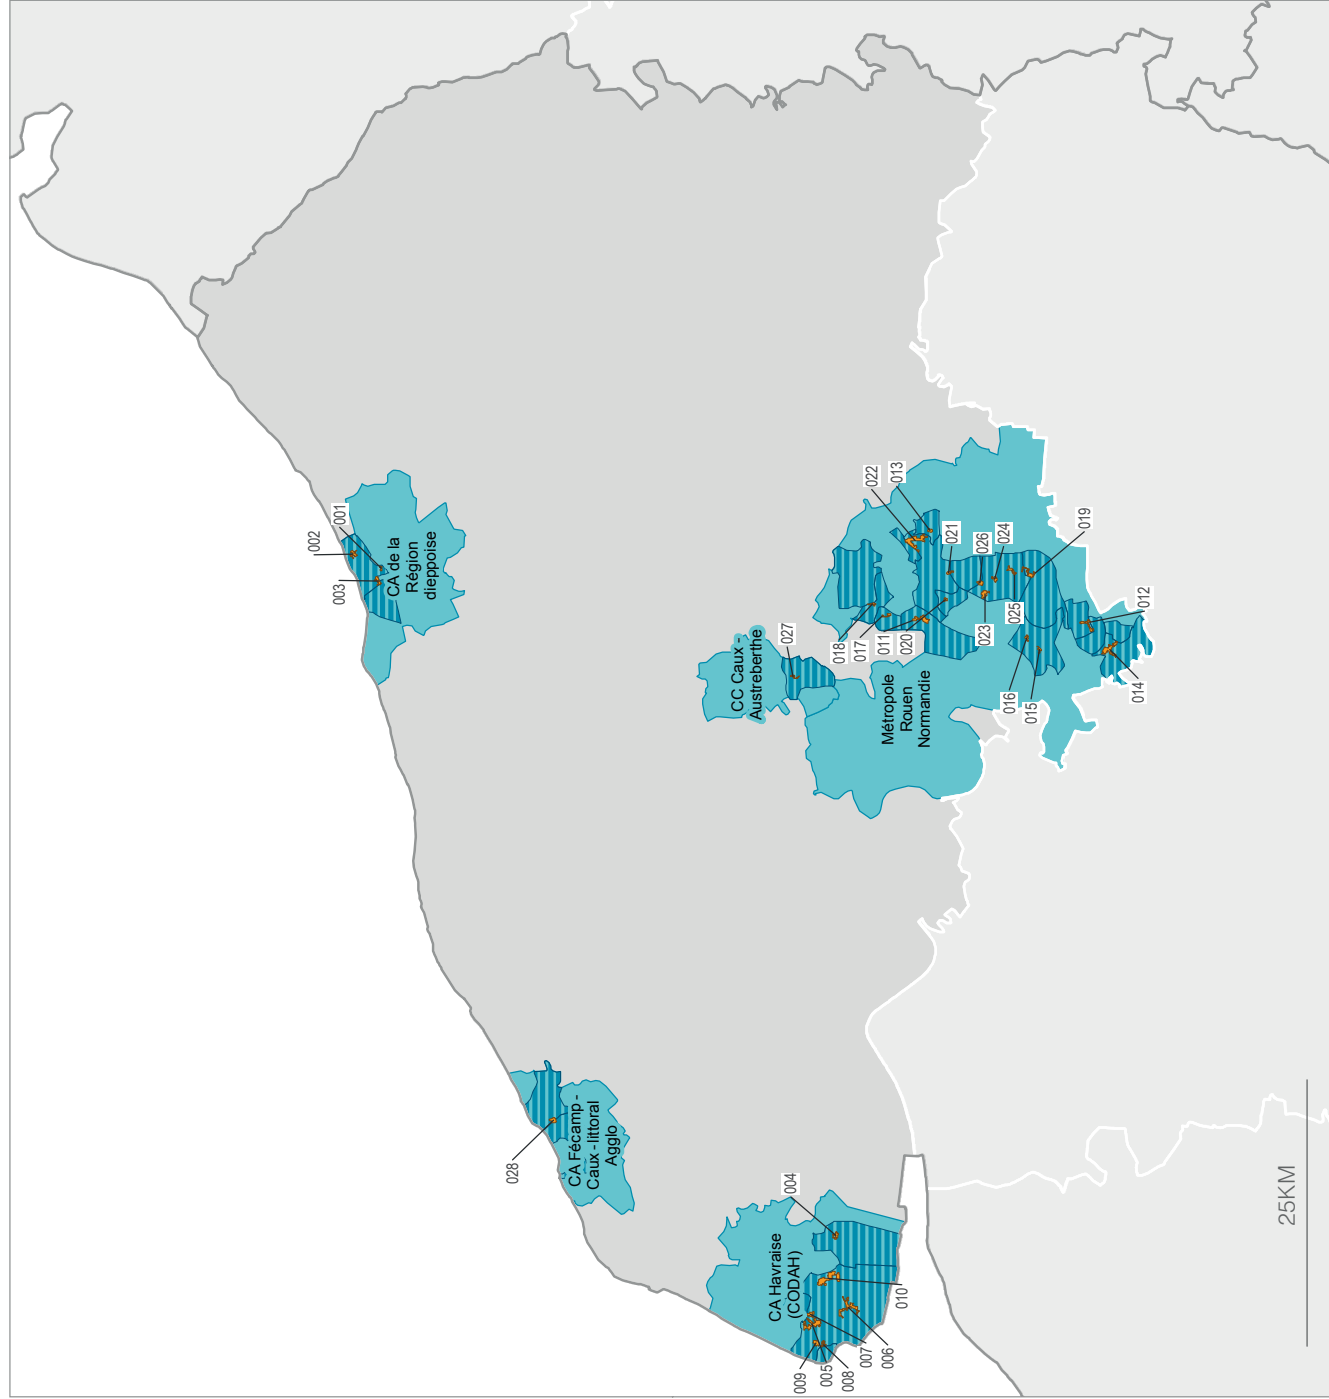 002
001
003
CA de la
Région
dieppoise
028
CA Fécamp -
Caux - littoral
Agglo
CC Caux -
Austreberthe
027
004
CA Havraise
(CODAH)
009
005
008
007
006
010
018
017
011
020
022
013
Métropole
Rouen
Normandie
021
026
024
023
025
016
015
019
014
012
25KM